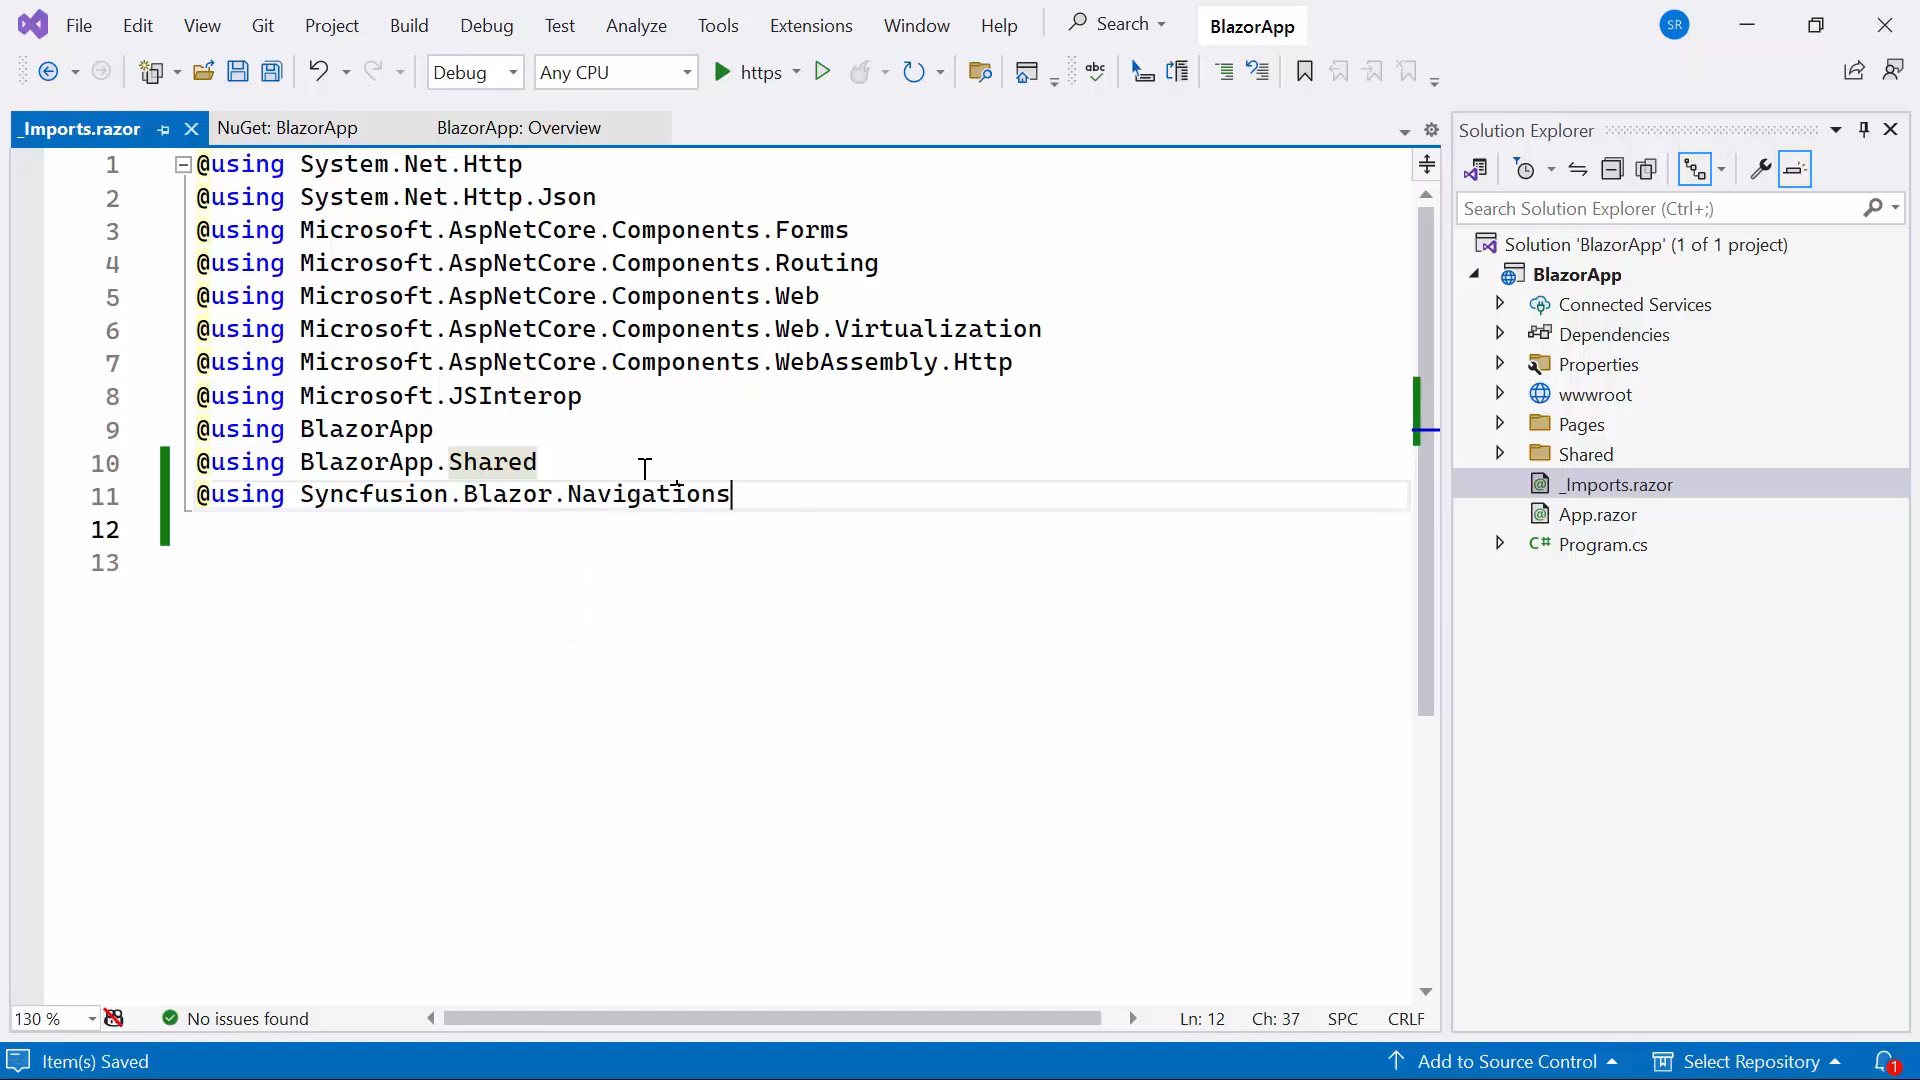 File Edit View Git Project Build Debug Test Analyze Tools Extensions Window Help Search BlazorApp SR
Debug Any CPU https abc
_Imports.razor NuGet: BlazorApp BlazorApp: Overview
1 @using System.Net.Http
2 @using System.Net.Http.Json
3 @using Microsoft.AspNetCore.Components.Forms
4 @using Microsoft.AspNetCore.Components.Routing
5 @using Microsoft.AspNetCore.Components.Web
6 @using Microsoft.AspNetCore.Components.Web.Virtualization
7 @using Microsoft.AspNetCore.Components.WebAssembly.Http
8 @using Microsoft.JSInterop
9 @using BlazorApp
10 @using BlazorApp.Shared
11 @using Syncfusion.Blazor.Navigations
12
13
130 % No issues found Ln: 12 Ch: 37 SPC CRLF
Solution Explorer
Search Solution Explorer (Ctrl+;)
Solution 'BlazorApp' (1 of 1 project)
BlazorApp
Connected Services
Dependencies
Properties
wwwroot
Pages
Shared
_Imports.razor
App.razor
C# Program.cs
Item(s) Saved Add to Source Control Select Repository 1